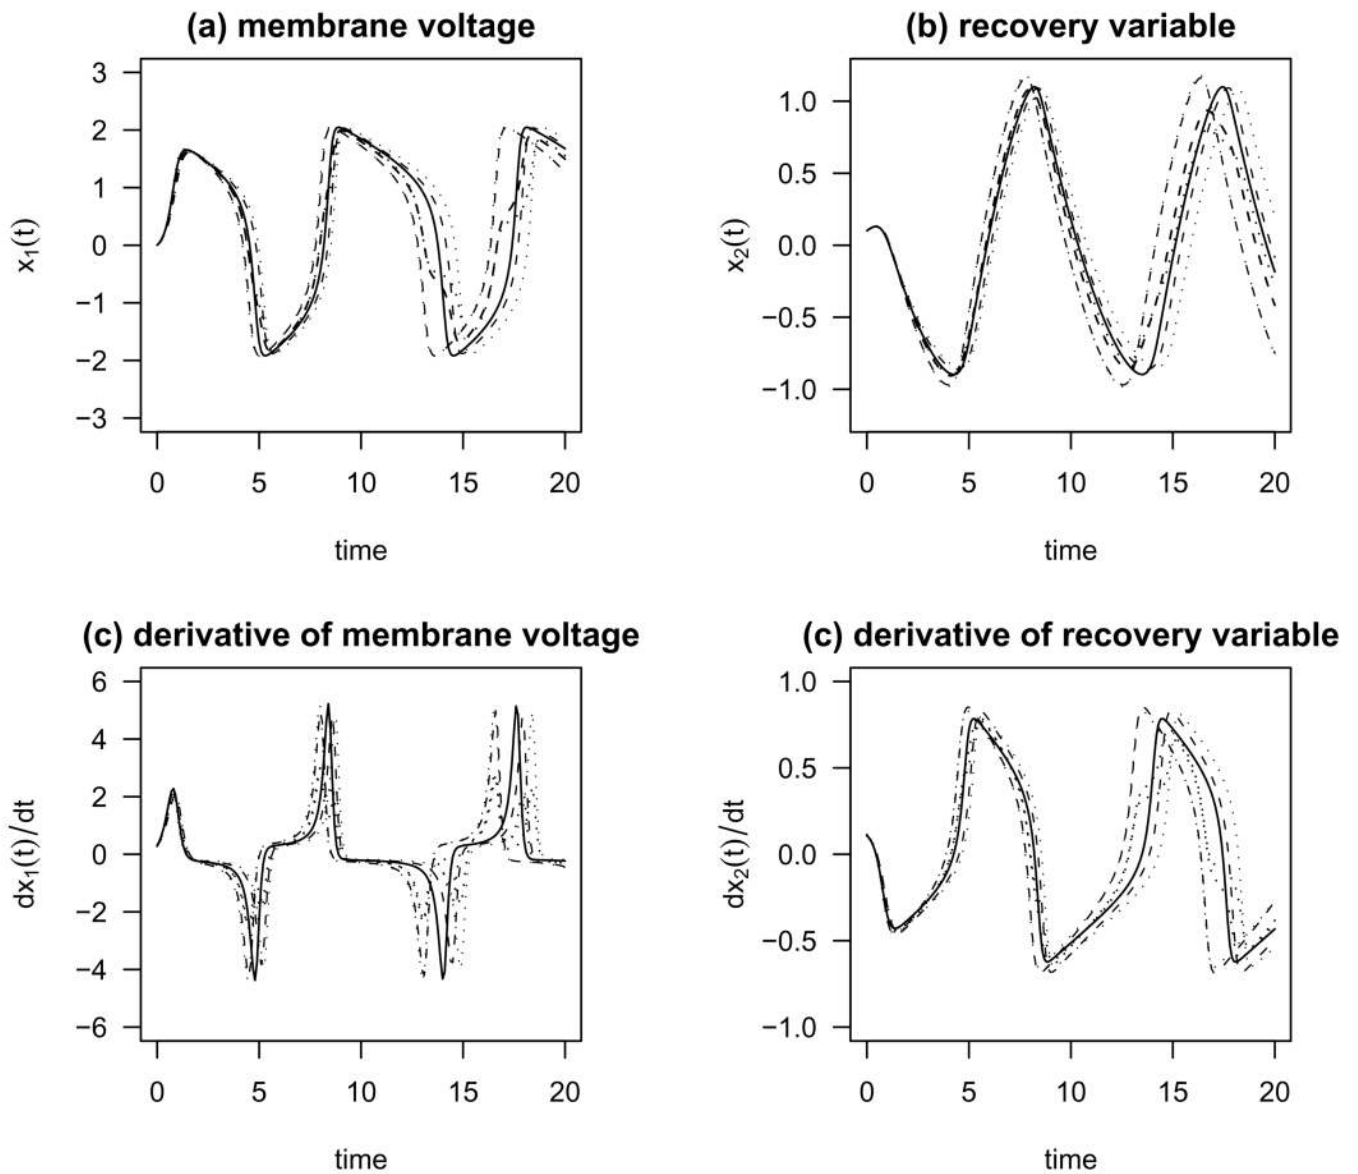 (a) membrane voltage
x1(t)
3
2
1
0
−1
−2
−3
0 5 10 15 20
time
(b) recovery variable
x2(t)
1.0
0.5
0.0
−0.5
−1.0
0 5 10 15 20
time
(c) derivative of membrane voltage
dx1(t)/dt
6
4
2
0
−2
−4
−6
0 5 10 15 20
time
(c) derivative of recovery variable
dx2(t)/dt
1.0
0.5
0.0
−0.5
−1.0
0 5 10 15 20
time